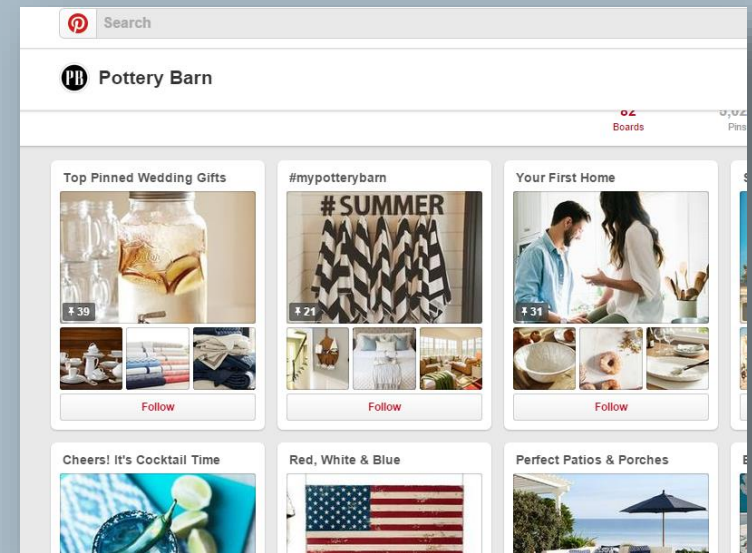 Search
PB Pottery Barn
82
Boards
Pins
Top Pinned Wedding Gifts
#mypotterybarn
Your First Home
# SUMMER
39
21
31
Follow
Follow
Follow
Cheers! It's Cocktail Time
Red, White & Blue
Perfect Patios & Porches